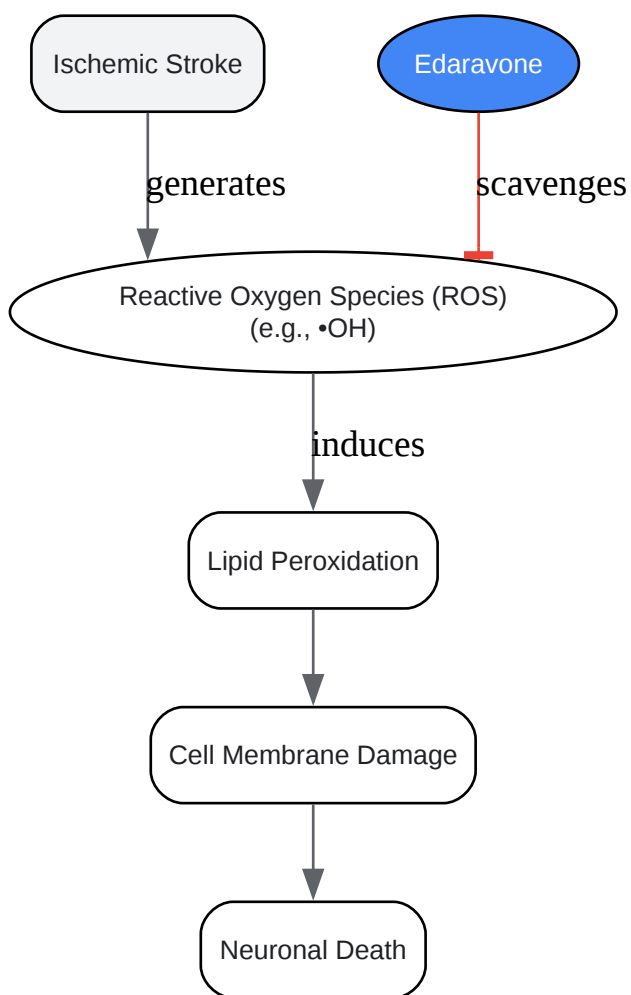 Ischemic Stroke
Edaravone
generates
scavenges
Reactive Oxygen Species (ROS)
(e.g., •OH)
induces
Lipid Peroxidation
Cell Membrane Damage
Neuronal Death